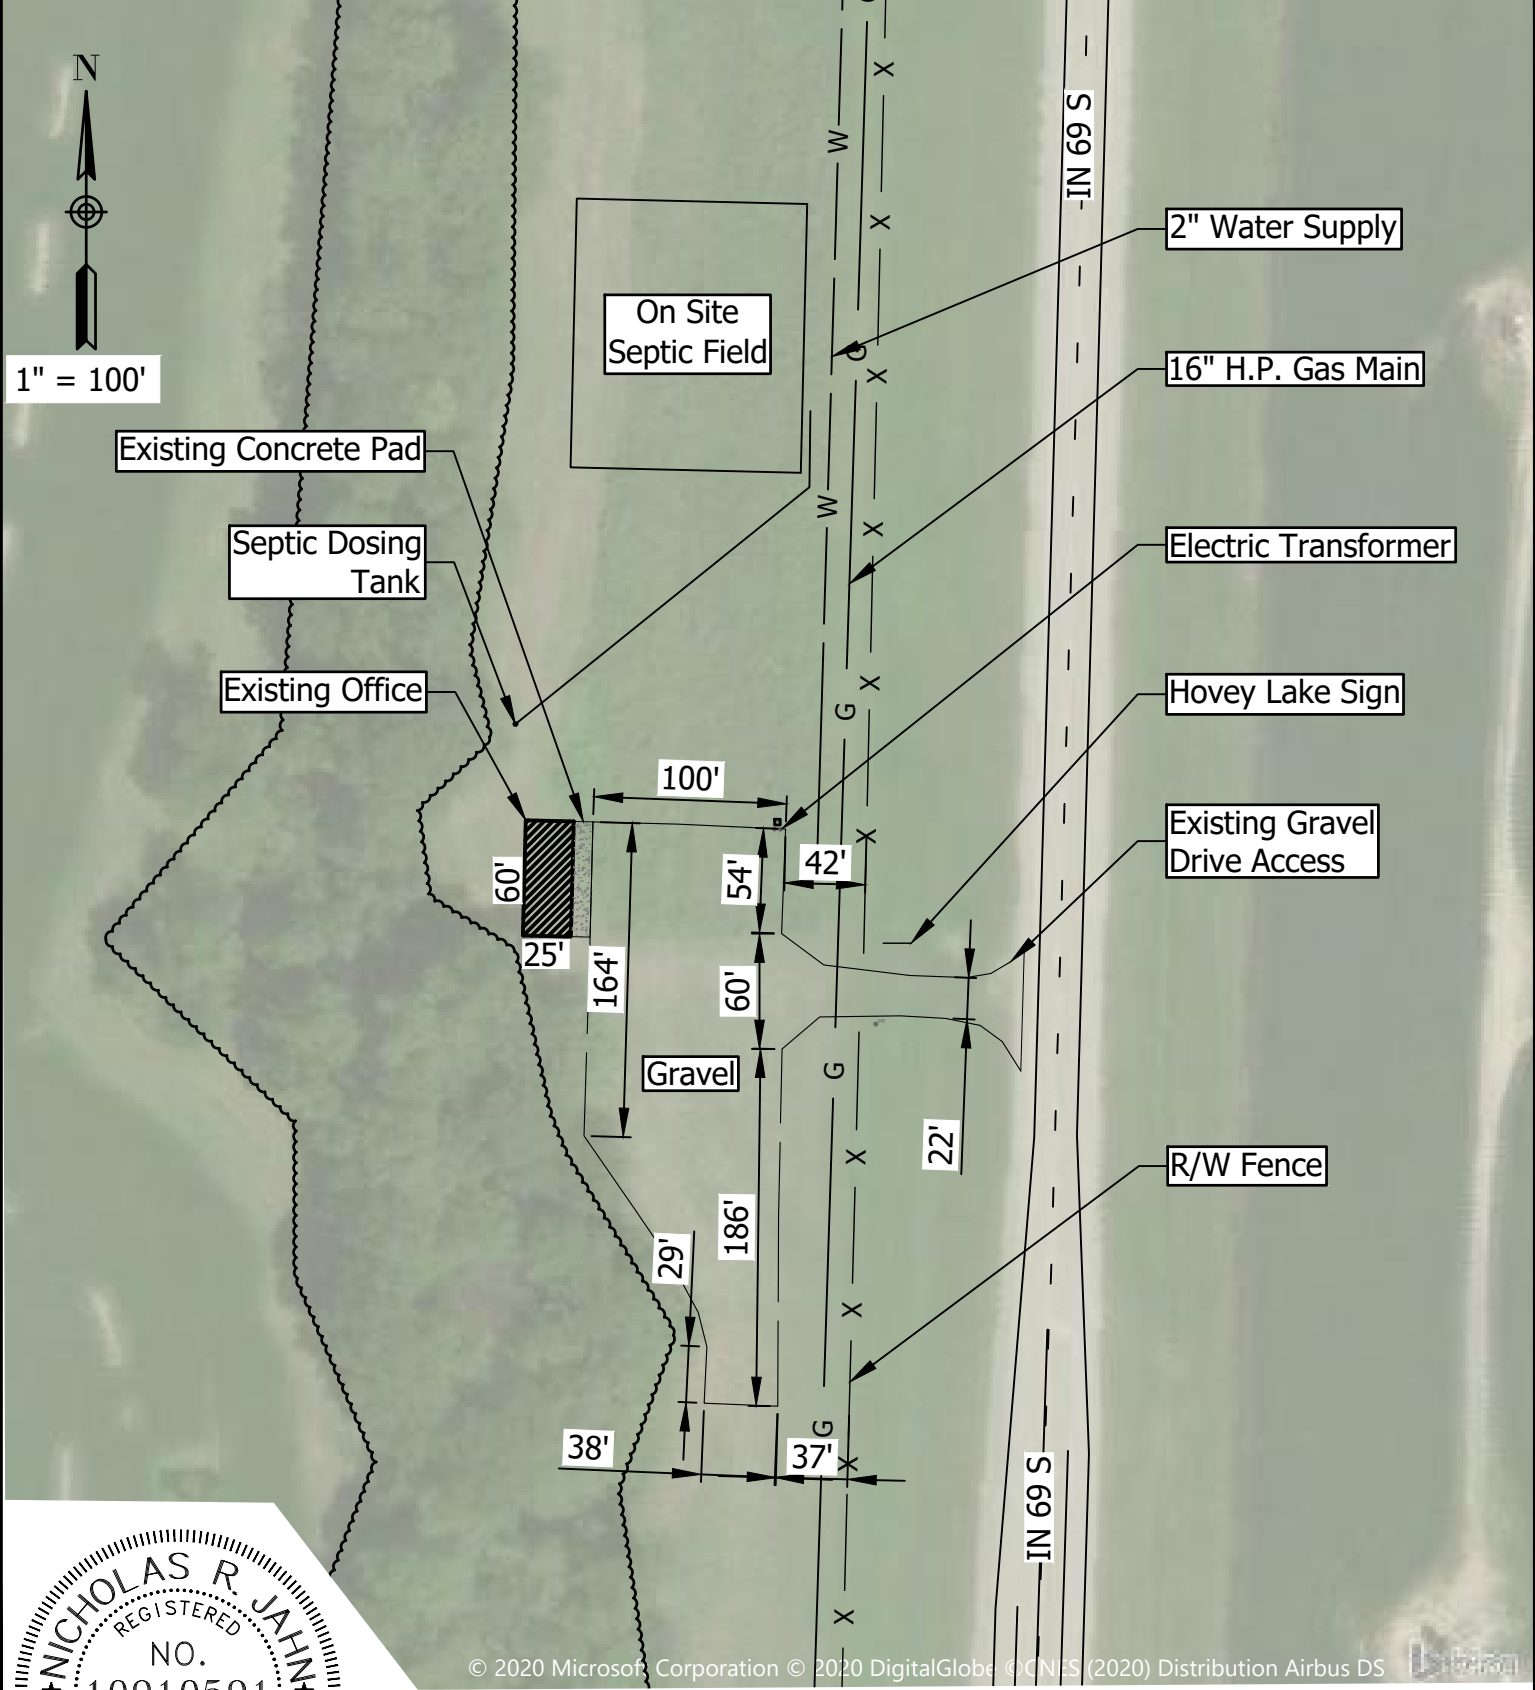 N
1" = 100'
IN 69 S
W
G
X
X
X
X
X
X
X
W
G
W
G
G
G
X
X
X
X
2" Water Supply
On Site
Septic Field
16" H.P. Gas Main
Existing Concrete Pad
Septic Dosing
Tank
Electric Transformer
Existing Office
Hovey Lake Sign
100'
Existing Gravel
Drive Access
60'
54'
42'
25'
164'
60'
Gravel
22'
R/W Fence
186'
29'
38'
37'
IN 69 S
NICHOLAS R. JAHN
REGISTERED
NO.
© 2020 Microsoft Corporation © 2020 DigitalGlobe ©CNES (2020) Distribution Airbus DS